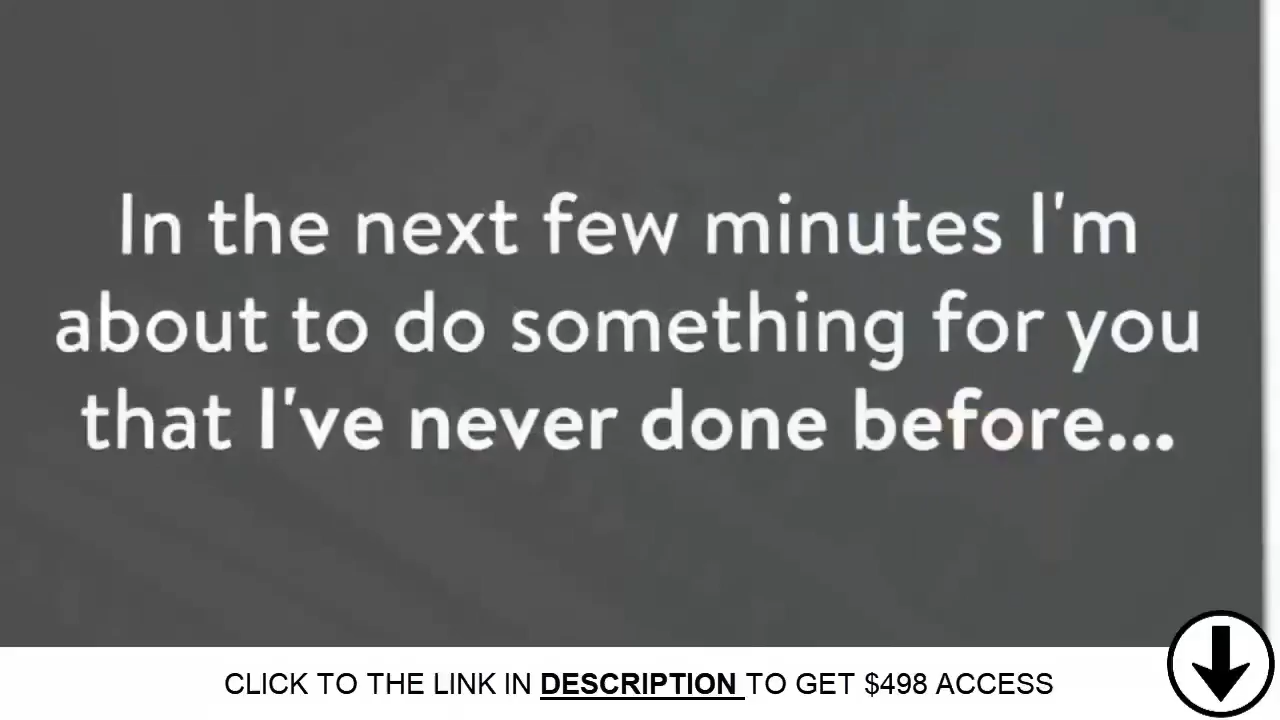 In the next few minutes I'm
about to do something for you
that I've never done before...
CLICK TO THE LINK IN DESCRIPTION TO GET $498 ACCESS